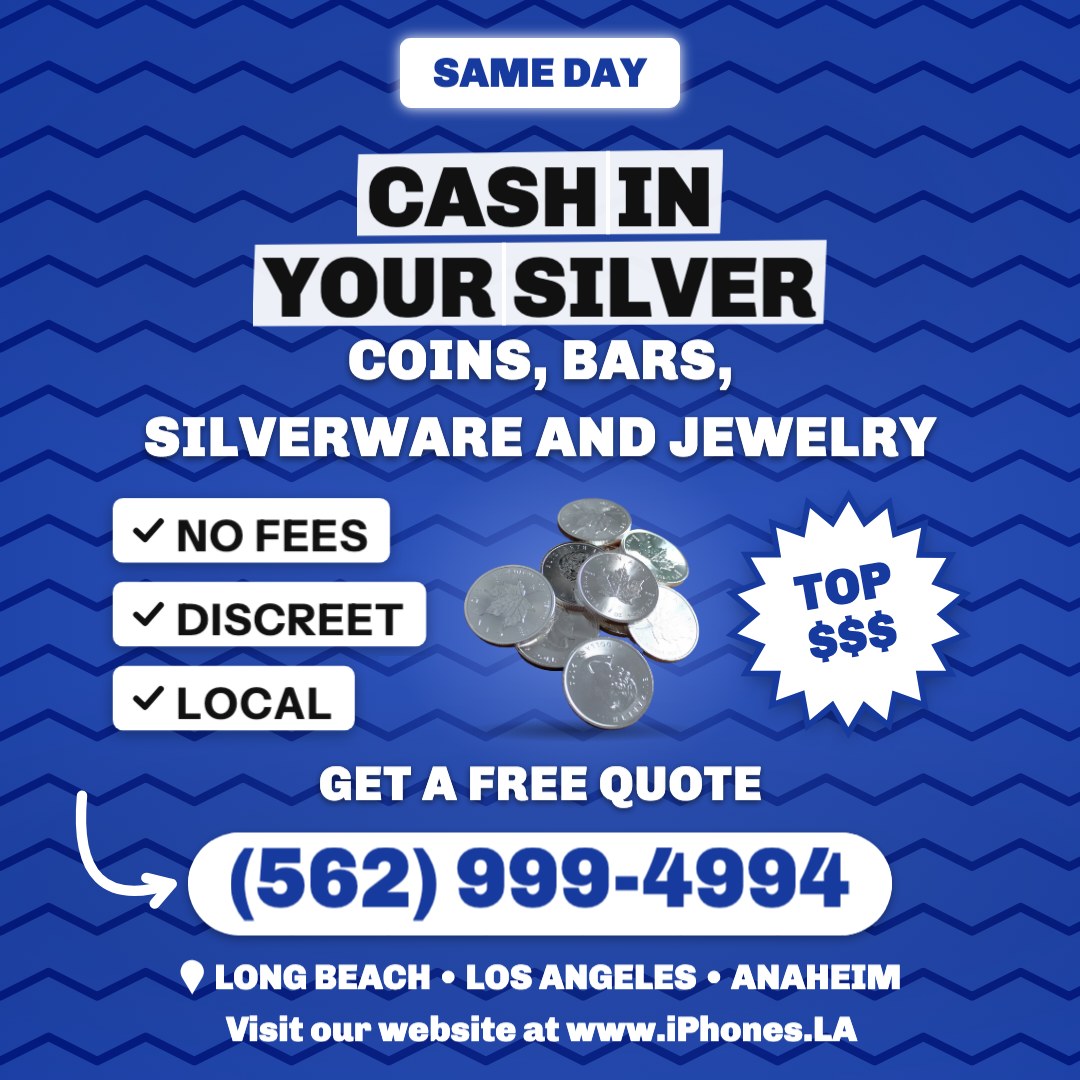 SAME DAY
CASH IN
YOUR SILVER
COINS, BARS,
SILVERWARE AND JEWELRY
NO FEES
DISCREET
LOCAL
TOP
$$$
GET A FREE QUOTE
(562) 999-4994
LONG BEACH • LOS ANGELES • ANAHEIM
Visit our website at www.iPhones.LA